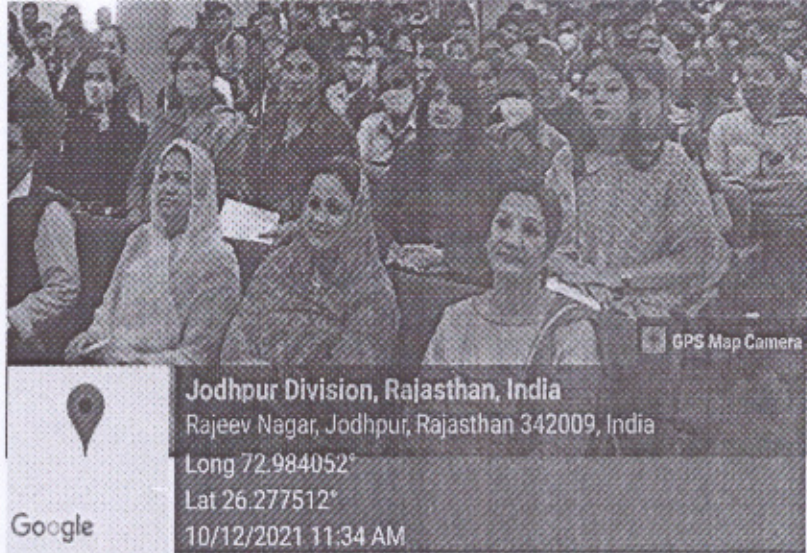 GPS Map Camera
Jodhpur Division, Rajasthan, India
Rajeev Nagar, Jodhpur, Rajasthan 342009, India
Long 72.984052°
Lat 26.277512°
10/12/2021 11:34 AM
Google